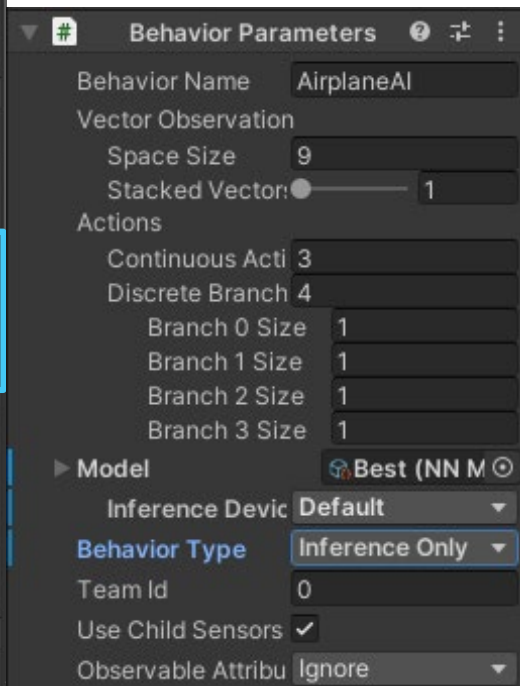 # Behavior Parameters
Behavior Name AirplaneAI
Vector Observation
Space Size 9
Stacked Vector: 1
Actions
Continuous Acti 3
Discrete Branch 4
Branch 0 Size 1
Branch 1 Size 1
Branch 2 Size 1
Branch 3 Size 1
Model Best (NN M
Inference Devic Default
Behavior Type Inference Only
Team Id 0
Use Child Sensors
Observable Attribu Ignore